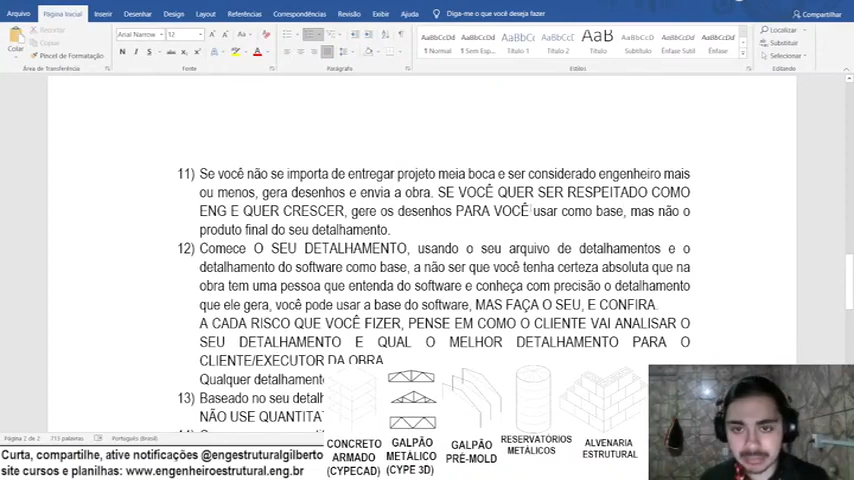 Arquivo Página Inicial Inserir Desenhar Design Layout Referências Correspondências Revisão Exibir Ajuda Diga-me o que você deseja fazer Compartilhar
Recortar
Copiar
Colar
Pincel de Formatação
Área de Transferência
Arial Narrow 12
Fonte
Parágrafo
AaBbCcDd AaBbCcDd AaBbCc AaBbCcC AaB AaBbCcC AaBbCcDd AaBbCcDd
1 Normal 1 Sem Esp... Título 1 Título 2 Título Subtítulo Ênfase Sutil Ênfase
Estilos
Localizar
Substituir
Selecionar
Editando
11) Se você não se importa de entregar projeto meia boca e ser considerado engenheiro mais
ou menos, gera desenhos e envia a obra. SE VOCÊ QUER SER RESPEITADO COMO
ENG E QUER CRESCER, gere os desenhos PARA VOCÊ usar como base, mas não o
produto final do seu detalhamento.
12) Comece O SEU DETALHAMENTO, usando o seu arquivo de detalhamentos e o
detalhamento do software como base, a não ser que você tenha certeza absoluta que na
obra tem uma pessoa que entenda do software e conheça com precisão o detalhamento
que ele gera, você pode usar a base do software, MAS FAÇA O SEU, E CONFIRA.
A CADA RISCO QUE VOCÊ FIZER, PENSE EM COMO O CLIENTE VAI ANALISAR O
SEU DETALHAMENTO E QUAL O MELHOR DETALHAMENTO PARA O
CLIENTE/EXECUTOR DA OBRA
Qualquer detalhamento
13) Baseado no seu detalh
NÃO USE QUANTITAT
Página 2 de 2 713 palavras Português (Brasil)
Curta, compartilhe, ative notificações @engestruturalgilberto
site cursos e planilhas: www.engenheiroestrutural.eng.br
CONCRETO
ARMADO
(CYPECAD)
GALPÃO
METÁLICO
(CYPE 3D)
GALPÃO
PRÉ-MOLD
RESERVATÓRIOS
METÁLICOS
ALVENARIA
ESTRUTURAL